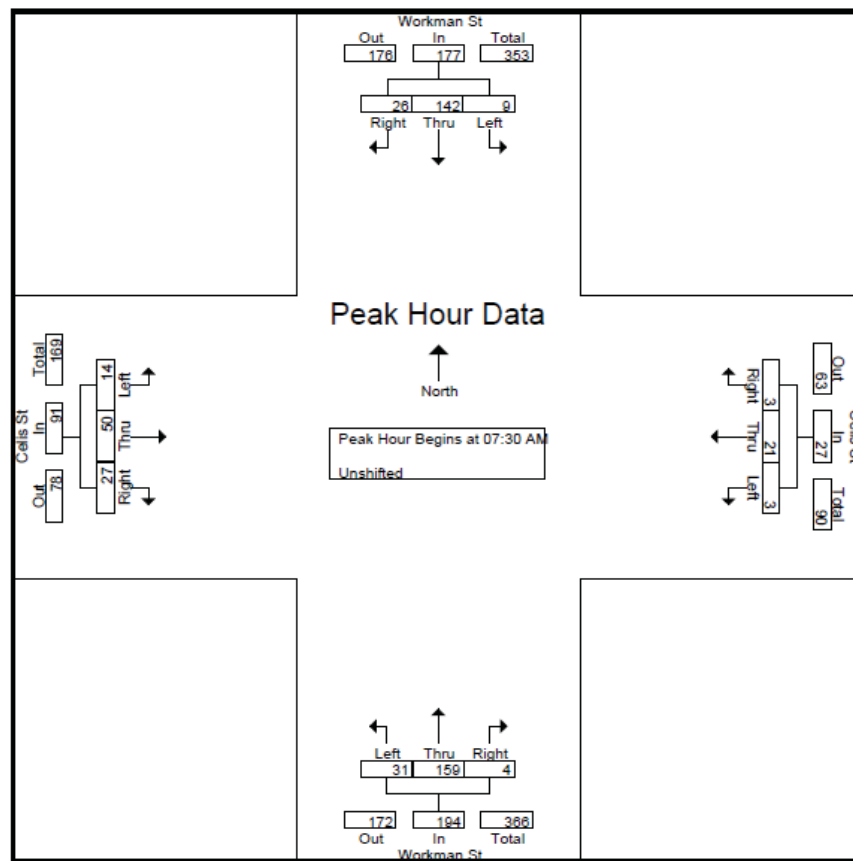 Workman St
Out In Total
176 177 353
26 142 9
Right Thru Left
Peak Hour Data
North
Peak Hour Begins at 07:30 AM
Unshifted
Celis St
Total In Out
169 91 78
14 50 27
Left Thru Right
Right Thru Left
3 21 3
Out In Total
63 27 90
Celis St
Left Thru Right
31 159 4
172 194 366
Out In Total
Workman St